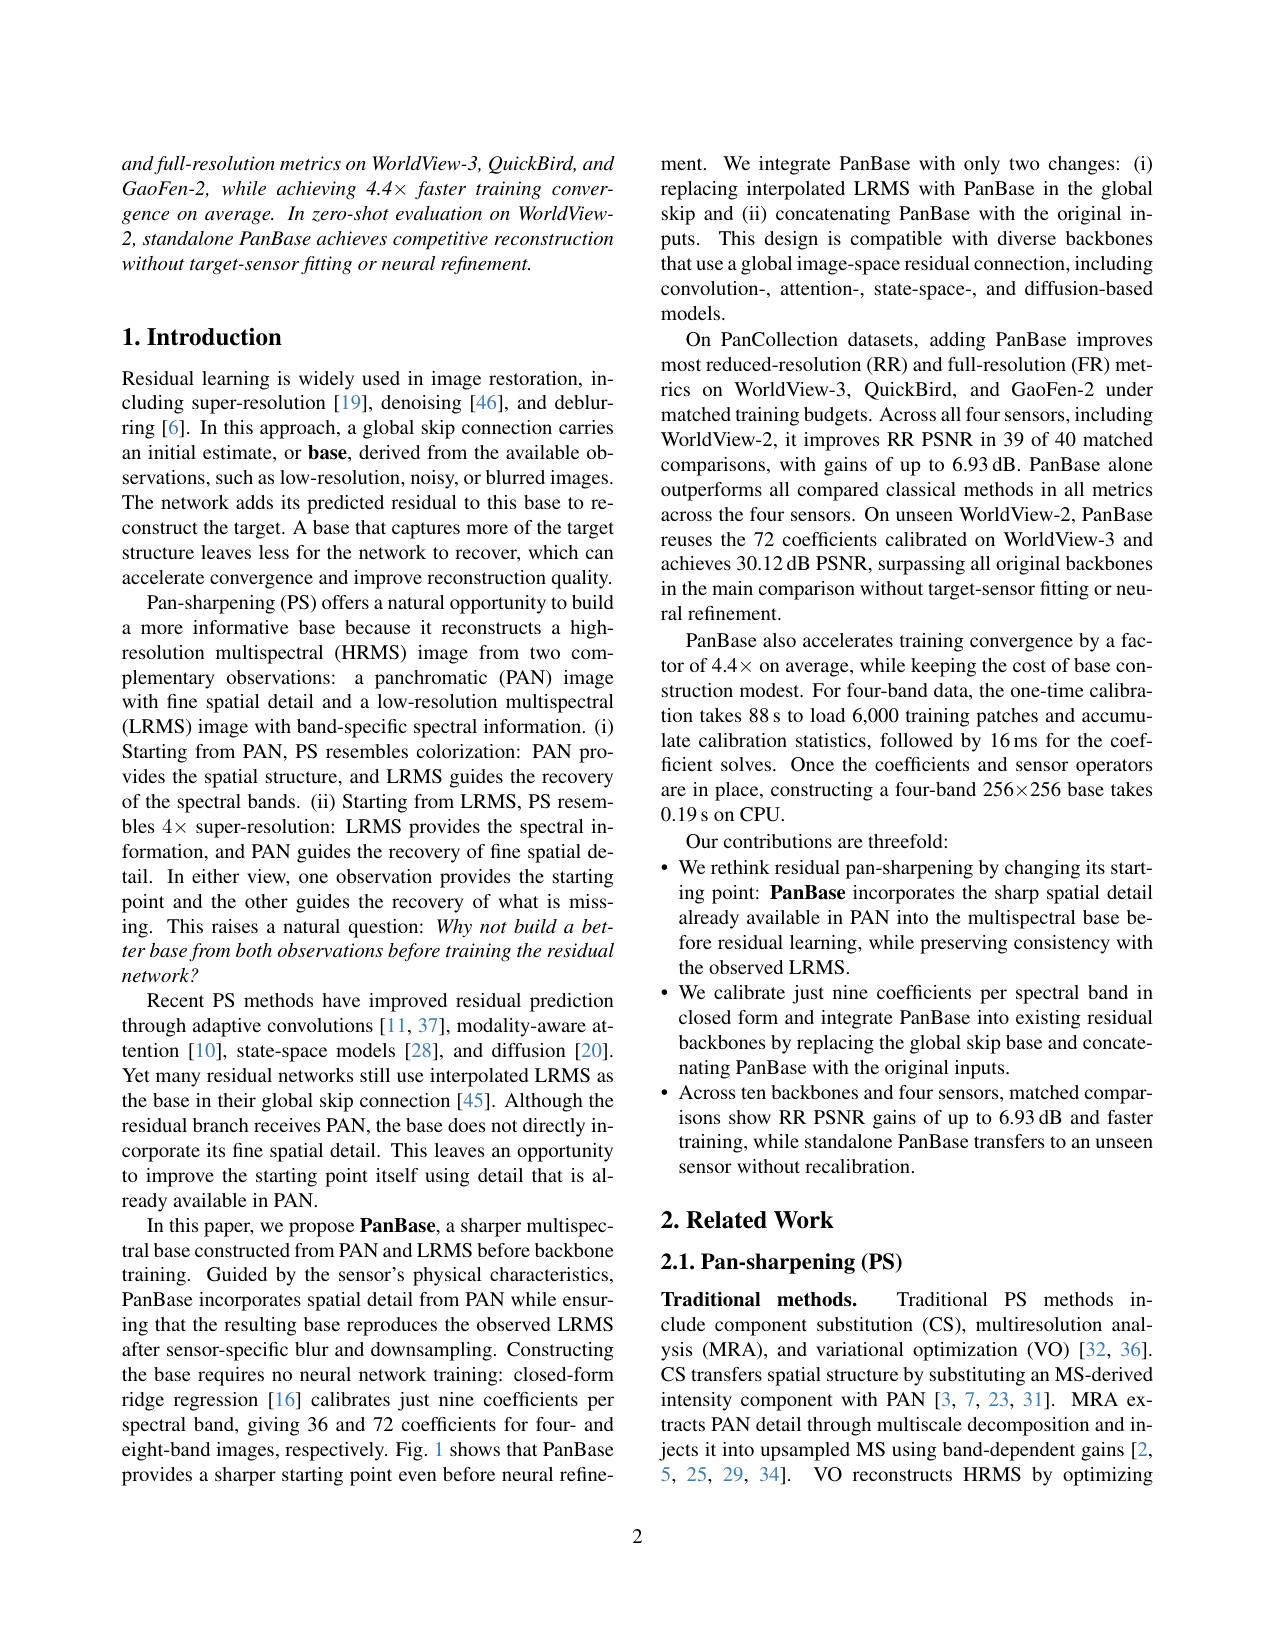 and full-resolution metrics on WorldView-3, QuickBird, and
GaoFen-2, while achieving 4.4× faster training conver-
gence on average. In zero-shot evaluation on WorldView-
2, standalone PanBase achieves competitive reconstruction
without target-sensor fitting or neural refinement.
1. Introduction
Residual learning is widely used in image restoration, in-
cluding super-resolution [19], denoising [46], and deblur-
ring [6]. In this approach, a global skip connection carries
an initial estimate, or base, derived from the available ob-
servations, such as low-resolution, noisy, or blurred images.
The network adds its predicted residual to this base to re-
construct the target. A base that captures more of the target
structure leaves less for the network to recover, which can
accelerate convergence and improve reconstruction quality.
Pan-sharpening (PS) offers a natural opportunity to build
a more informative base because it reconstructs a high-
resolution multispectral (HRMS) image from two com-
plementary observations: a panchromatic (PAN) image
with fine spatial detail and a low-resolution multispectral
(LRMS) image with band-specific spectral information. (i)
Starting from PAN, PS resembles colorization: PAN pro-
vides the spatial structure, and LRMS guides the recovery
of the spectral bands. (ii) Starting from LRMS, PS resem-
bles 4× super-resolution: LRMS provides the spectral in-
formation, and PAN guides the recovery of fine spatial de-
tail. In either view, one observation provides the starting
point and the other guides the recovery of what is miss-
ing. This raises a natural question: Why not build a bet-
ter base from both observations before training the residual
network?
Recent PS methods have improved residual prediction
through adaptive convolutions [11, 37], modality-aware at-
tention [10], state-space models [28], and diffusion [20].
Yet many residual networks still use interpolated LRMS as
the base in their global skip connection [45]. Although the
residual branch receives PAN, the base does not directly in-
corporate its fine spatial detail. This leaves an opportunity
to improve the starting point itself using detail that is al-
ready available in PAN.
In this paper, we propose PanBase, a sharper multispec-
tral base constructed from PAN and LRMS before backbone
training. Guided by the sensor's physical characteristics,
PanBase incorporates spatial detail from PAN while ensur-
ing that the resulting base reproduces the observed LRMS
after sensor-specific blur and downsampling. Constructing
the base requires no neural network training: closed-form
ridge regression [16] calibrates just nine coefficients per
spectral band, giving 36 and 72 coefficients for four- and
eight-band images, respectively. Fig. 1 shows that PanBase
provides a sharper starting point even before neural refine-
ment. We integrate PanBase with only two changes: (i)
replacing interpolated LRMS with PanBase in the global
skip and (ii) concatenating PanBase with the original in-
puts. This design is compatible with diverse backbones
that use a global image-space residual connection, including
convolution-, attention-, state-space-, and diffusion-based
models.
On PanCollection datasets, adding PanBase improves
most reduced-resolution (RR) and full-resolution (FR) met-
rics on WorldView-3, QuickBird, and GaoFen-2 under
matched training budgets. Across all four sensors, including
WorldView-2, it improves RR PSNR in 39 of 40 matched
comparisons, with gains of up to 6.93 dB. PanBase alone
outperforms all compared classical methods in all metrics
across the four sensors. On unseen WorldView-2, PanBase
reuses the 72 coefficients calibrated on WorldView-3 and
achieves 30.12 dB PSNR, surpassing all original backbones
in the main comparison without target-sensor fitting or neu-
ral refinement.
PanBase also accelerates training convergence by a fac-
tor of 4.4× on average, while keeping the cost of base con-
struction modest. For four-band data, the one-time calibra-
tion takes 88 s to load 6,000 training patches and accumu-
late calibration statistics, followed by 16 ms for the coef-
ficient solves. Once the coefficients and sensor operators
are in place, constructing a four-band 256×256 base takes
0.19 s on CPU.
Our contributions are threefold:
• We rethink residual pan-sharpening by changing its start-
ing point: PanBase incorporates the sharp spatial detail
already available in PAN into the multispectral base be-
fore residual learning, while preserving consistency with
the observed LRMS.
• We calibrate just nine coefficients per spectral band in
closed form and integrate PanBase into existing residual
backbones by replacing the global skip base and concate-
nating PanBase with the original inputs.
• Across ten backbones and four sensors, matched compar-
isons show RR PSNR gains of up to 6.93 dB and faster
training, while standalone PanBase transfers to an unseen
sensor without recalibration.
2. Related Work
2.1. Pan-sharpening (PS)
Traditional methods. Traditional PS methods in-
clude component substitution (CS), multiresolution anal-
ysis (MRA), and variational optimization (VO) [32, 36].
CS transfers spatial structure by substituting an MS-derived
intensity component with PAN [3, 7, 23, 31]. MRA ex-
tracts PAN detail through multiscale decomposition and in-
jects it into upsampled MS using band-dependent gains [2,
5, 25, 29, 34]. VO reconstructs HRMS by optimizing
2